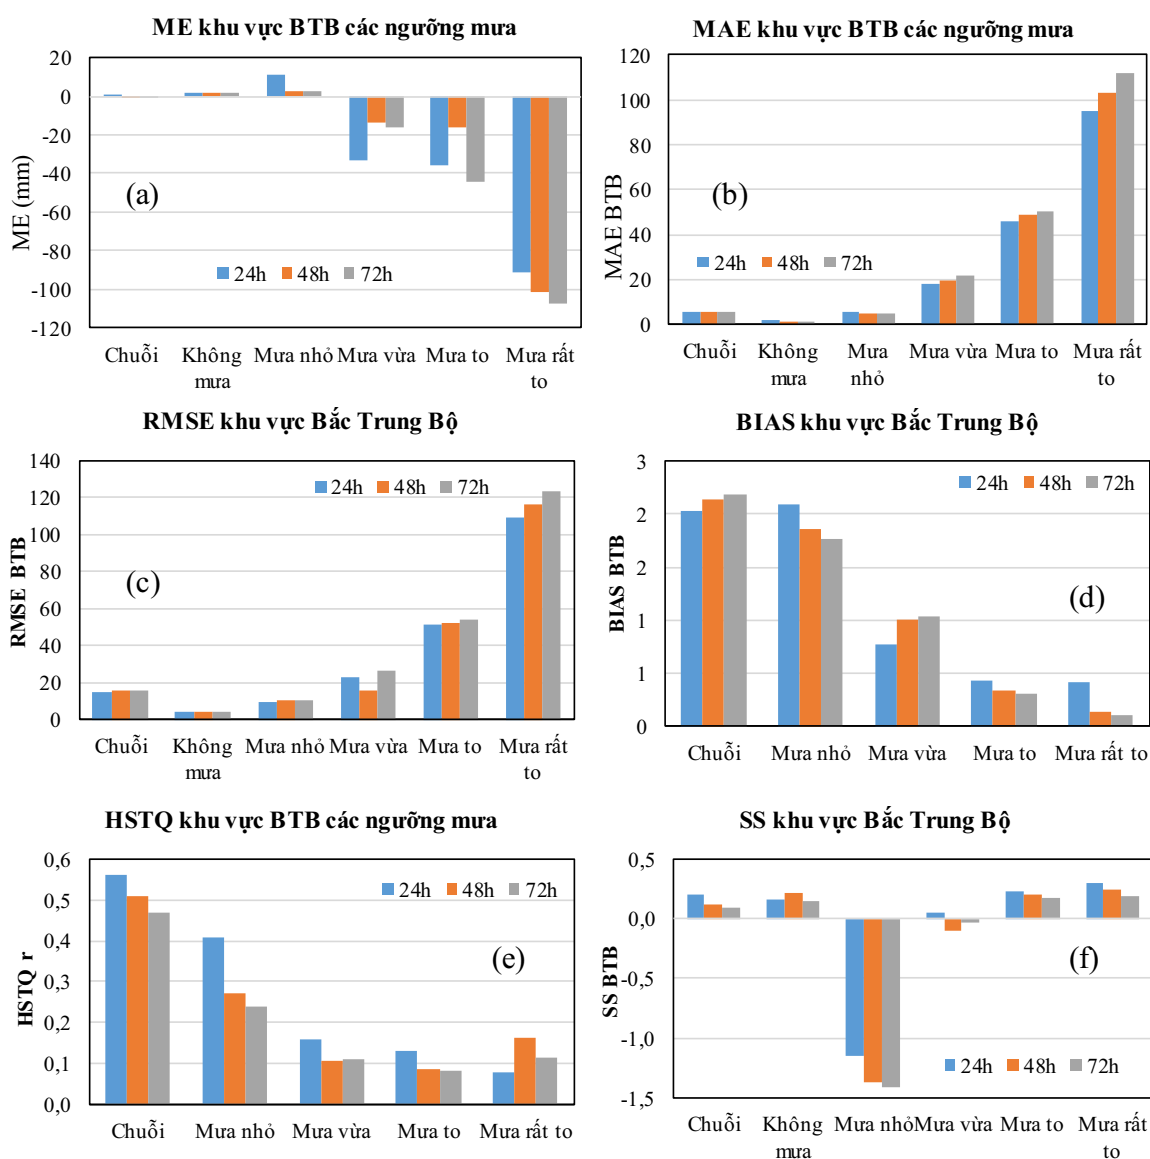 ME khu vực BTB các ngưỡng mưa
20
0
-20
-40
-60
-80
-100
-120
ME (mm)
(a)
24h 48h 72h
Chuỗi Không Mưa nhỏ Mưa vừa Mưa to Mưa rất
mưa to
MAE khu vực BTB các ngưỡng mưa
120
100
80
60
40
20
0
MAE BTB
(b)
24h 48h 72h
Chuỗi Không Mưa Mưa vừa Mưa to Mưa rất
mưa nhỏ to
RMSE khu vực Bắc Trung Bộ
140
120
100
80
60
40
20
0
RMSE BTB
24h 48h 72h
(c)
Chuỗi Không Mưa nhỏ Mưa vừa Mưa to Mưa rất
mưa to
BIAS khu vực Bắc Trung Bộ
3
2
2
1
1
0
BIAS BTB
24h 48h 72h
(d)
Chuỗi Mưa nhỏ Mưa vừa Mưa to Mưa rất to
HSTQ khu vực BTB các ngưỡng mưa
0,6
0,5
0,4
0,3
0,2
0,1
0,0
HSTQ r
24h 48h 72h
(e)
Chuỗi Mưa nhỏ Mưa vừa Mưa to Mưa rất to
SS khu vực Bắc Trung Bộ
0,5
0,0
-0,5
-1,0
-1,5
SS BTB
(f)
24h 48h 72h
Chuỗi Không Mưa nhỏ Mưa vừa Mưa to Mưa rất
mưa to